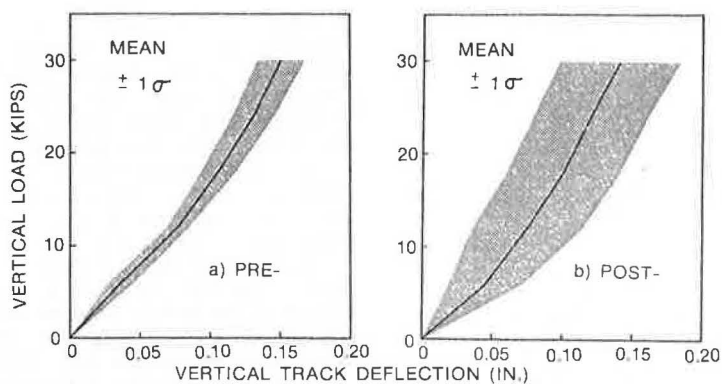 VERTICAL LOAD (KIPS)
30
20
10
0
MEAN
± 1σ
a) PRE-
0
0.05
0.10
0.15
0.20
30
20
10
0
MEAN
± 1σ
b) POST-
0
0.05
0.10
0.15
0.20
VERTICAL TRACK DEFLECTION (IN.)